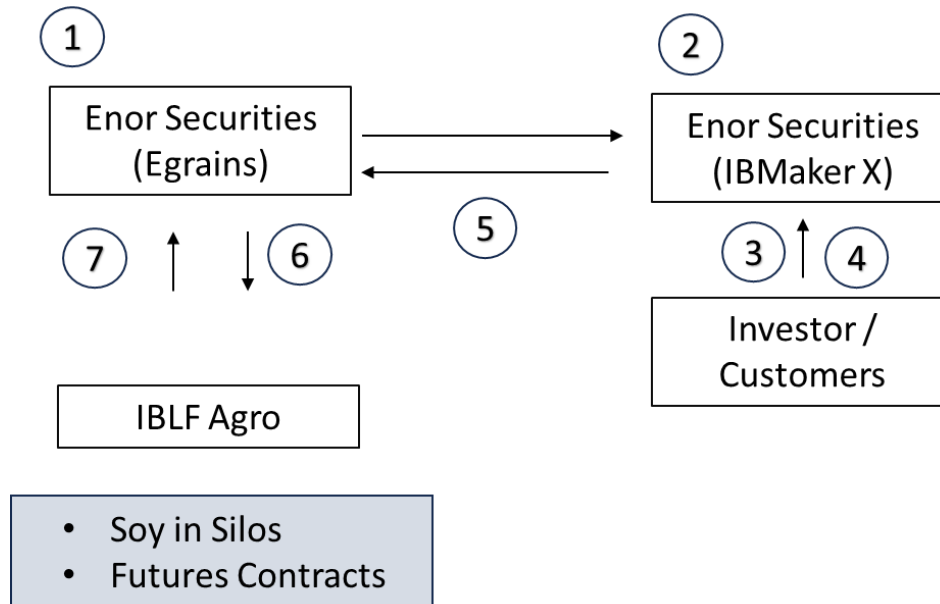 1
2
Enor Securities
(Egrains)
Enor Securities
(IBMaker X)
5
7
6
3
4
Investor /
Customers
IBLF Agro
• Soy in Silos
• Futures Contracts